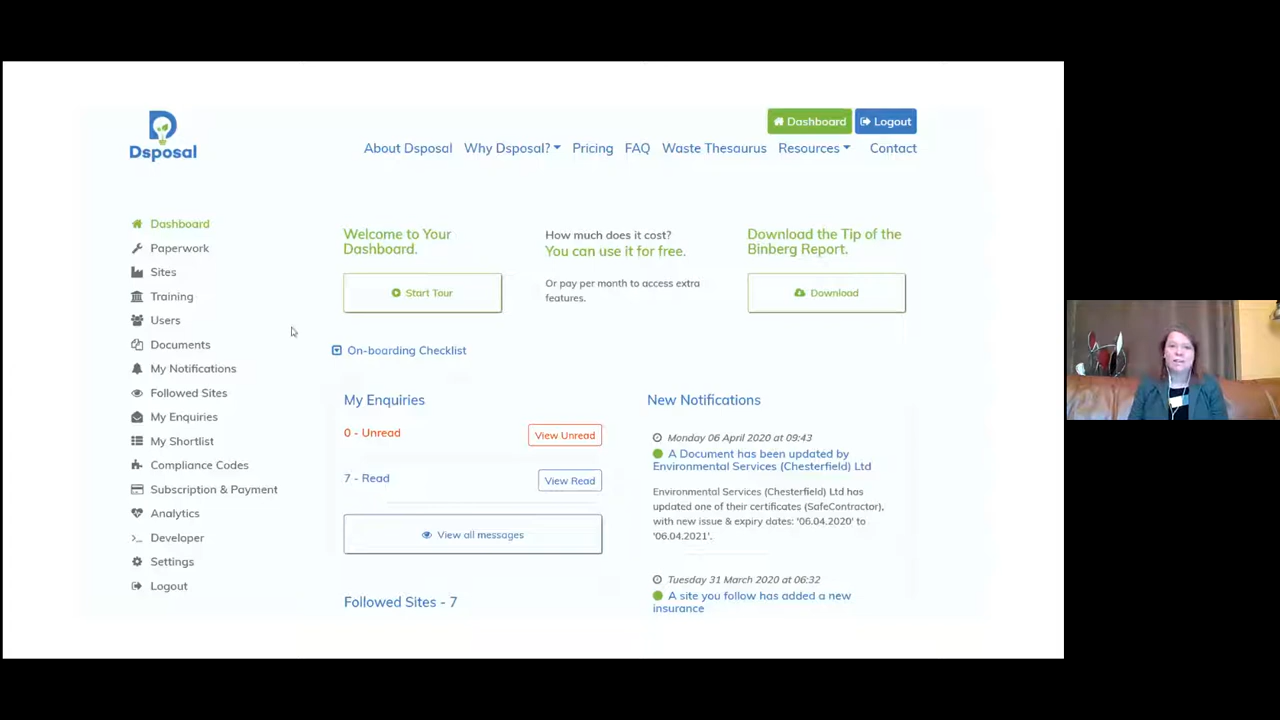 Dsposal
Dashboard
Logout
About Dsposal
Why Dsposal?
Pricing
FAQ
Waste Thesaurus
Resources
Contact
Dashboard
Paperwork
Sites
Training
Users
Documents
My Notifications
Followed Sites
My Enquiries
My Shortlist
Compliance Codes
Subscription & Payment
Analytics
Developer
Settings
Logout
Welcome to Your
Dashboard.
Start Tour
How much does it cost?
You can use it for free.
Or pay per month to access extra
features.
Download the Tip of the
Binberg Report.
Download
On-boarding Checklist
My Enquiries
0 - Unread
View Unread
7 - Read
View Read
View all messages
Followed Sites - 7
New Notifications
Monday 06 April 2020 at 09:43
A Document has been updated by
Environmental Services (Chesterfield) Ltd
Environmental Services (Chesterfield) Ltd has
updated one of their certificates (SafeContractor),
with new issue & expiry dates: '06.04.2020' to
'06.04.2021'.
Tuesday 31 March 2020 at 06:32
A site you follow has added a new
insurance